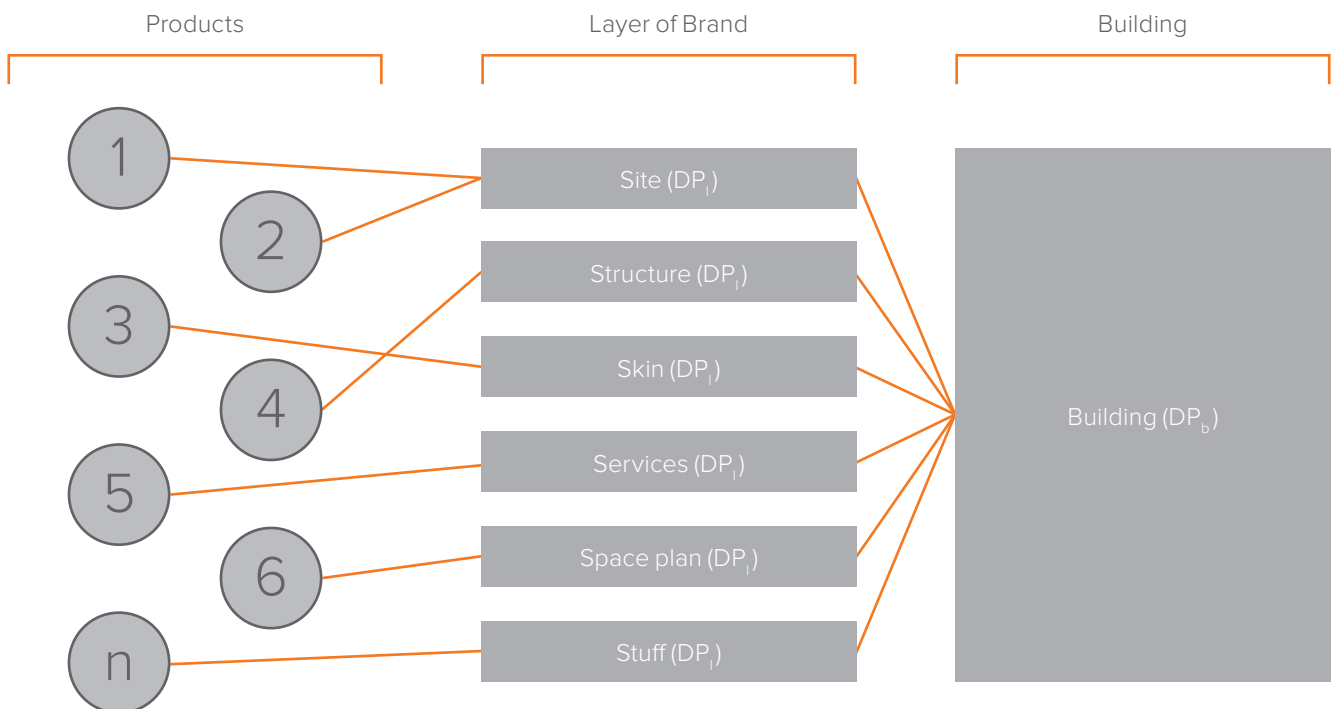 Products
Layer of Brand
Building
1
2
3
4
5
6
n
Site (DPₗ)
Structure (DPₗ)
Skin (DPₗ)
Services (DPₗ)
Space plan (DPₗ)
Stuff (DPₗ)
Building (DP_b)